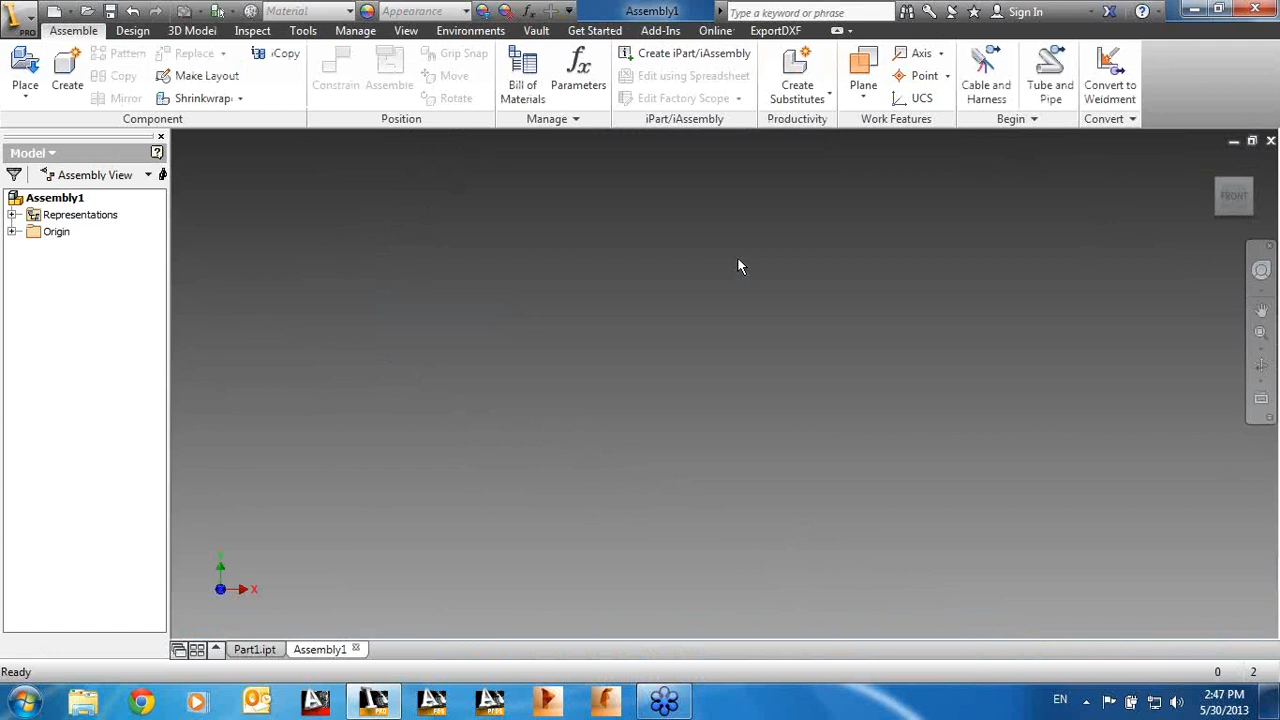 Material
Appearance
fx
Assembly1
Type a keyword or phrase
Sign In
PRO
Assemble Design 3D Model Inspect Tools Manage View Environments Vault Get Started Add-Ins Online ExportDXF
Place
Create
Pattern
Copy
Mirror
Replace
Make Layout
Shrinkwrap
iCopy
Component
Constrain
Assemble
Grip Snap
Move
Rotate
Position
Bill of
Materials
fx
Parameters
Manage
Create iPart/iAssembly
Edit using Spreadsheet
Edit Factory Scope
iPart/iAssembly
Create
Substitutes
Productivity
Plane
Axis
Point
UCS
Work Features
Cable and
Harness
Tube and
Pipe
Begin
Convert to
Weldment
Convert
Model
Assembly View
Assembly1
Representations
Origin
FRONT
X
Part1.ipt
Assembly1
Ready
0 2
EN
2:47 PM
5/30/2013